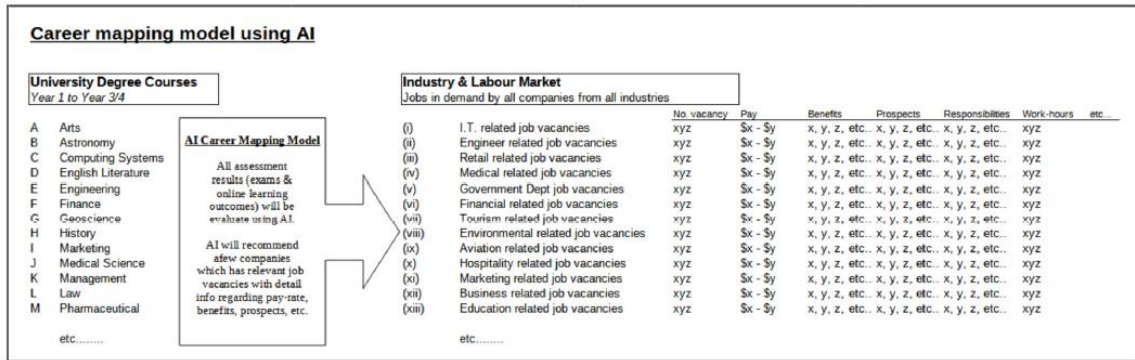 Career mapping model using AI
University Degree Courses
Year 1 to Year 3/4
A Arts
B Astronomy
C Computing Systems
D English Literature
E Engineering
F Finance
G Geoscience
H History
I Marketing
J Medical Science
K Management
L Law
M Pharmaceutical
etc........
AI Career Mapping Model
All assessment
results (exams &
online learning
outcomes) will be
evaluate using AI.
AI will recommend
afew companies
which has relevant job
vacancies with detail
info regarding pay-rate,
benefits, prospects, etc.
Industry & Labour Market
Jobs in demand by all companies from all industries
No. vacancy Pay Benefits Prospects Responsibilities Work-hours etc...
(i) I.T. related job vacancies xyz $x - $y x, y, z, etc.. x, y, z, etc.. x, y, z, etc.. xyz
(ii) Engineer related job vacancies xyz $x - $y x, y, z, etc.. x, y, z, etc.. x, y, z, etc.. xyz
(iii) Retail related job vacancies xyz $x - $y x, y, z, etc.. x, y, z, etc.. x, y, z, etc.. xyz
(iv) Medical related job vacancies xyz $x - $y x, y, z, etc.. x, y, z, etc.. x, y, z, etc.. xyz
(v) Government Dept job vacancies xyz $x - $y x, y, z, etc.. x, y, z, etc.. x, y, z, etc.. xyz
(vi) Financial related job vacancies xyz $x - $y x, y, z, etc.. x, y, z, etc.. x, y, z, etc.. xyz
(vii) Tourism related job vacancies xyz $x - $y x, y, z, etc.. x, y, z, etc.. x, y, z, etc.. xyz
(viii) Environmental related job vacancies xyz $x - $y x, y, z, etc.. x, y, z, etc.. x, y, z, etc.. xyz
(ix) Aviation related job vacancies xyz $x - $y x, y, z, etc.. x, y, z, etc.. x, y, z, etc.. xyz
(x) Hospitality related job vacancies xyz $x - $y x, y, z, etc.. x, y, z, etc.. x, y, z, etc.. xyz
(xi) Marketing related job vacancies xyz $x - $y x, y, z, etc.. x, y, z, etc.. x, y, z, etc.. xyz
(xii) Business related job vacancies xyz $x - $y x, y, z, etc.. x, y, z, etc.. x, y, z, etc.. xyz
(xiii) Education related job vacancies xyz $x - $y x, y, z, etc.. x, y, z, etc.. x, y, z, etc.. xyz
etc........